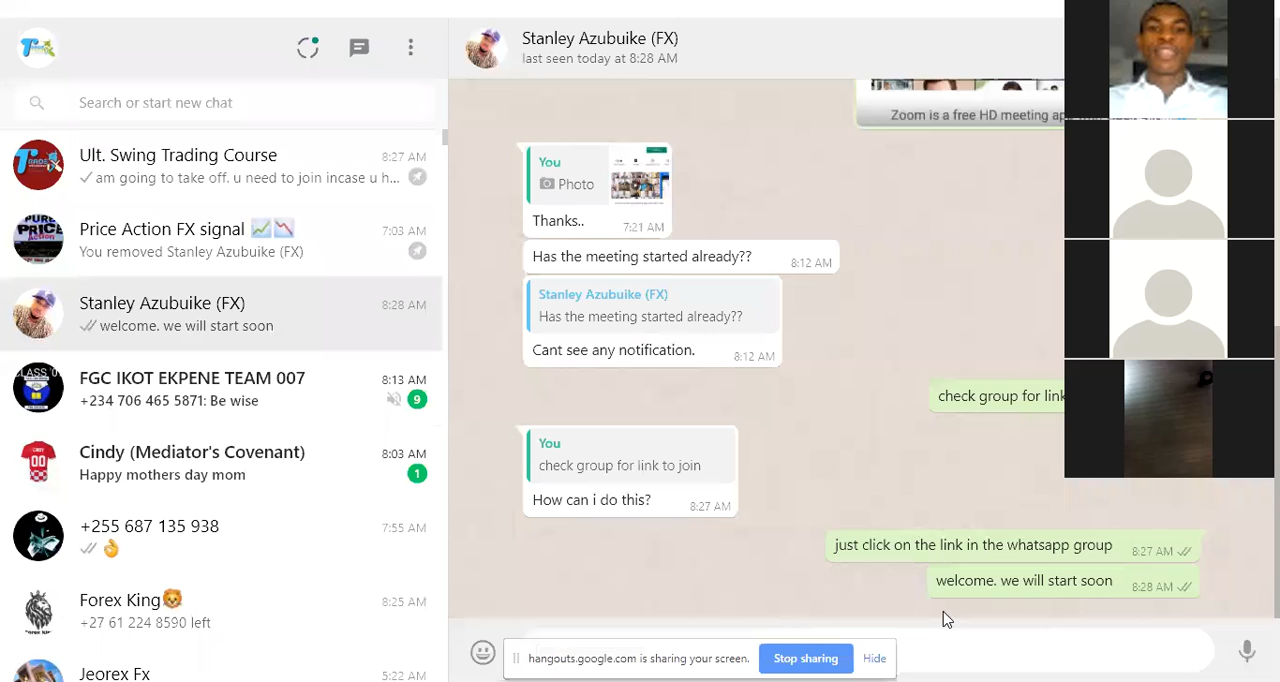 Search or start new chat
Ult. Swing Trading Course
8:27 AM
am going to take off. u need to join incase u h...
Price Action FX signal
7:03 AM
You removed Stanley Azubuike (FX)
Stanley Azubuike (FX)
8:28 AM
welcome. we will start soon
FGC IKOT EKPENE TEAM 007
8:13 AM
+234 706 465 5871: Be wise
9
Cindy (Mediator's Covenant)
8:03 AM
Happy mothers day mom
1
+255 687 135 938
7:55 AM
Forex King
8:25 AM
+27 61 224 8590 left
Jeorex Fx
5:22 AM
PURE
PRICE
Action
00
Stanley Azubuike (FX)
last seen today at 8:28 AM
Zoom is a free HD meeting ap
You
Photo
Thanks..
7:21 AM
Has the meeting started already??
8:12 AM
Stanley Azubuike (FX)
Has the meeting started already??
Cant see any notification.
8:12 AM
check group for link
You
check group for link to join
How can i do this?
8:27 AM
just click on the link in the whatsapp group
8:27 AM
welcome. we will start soon
8:28 AM
hangouts.google.com is sharing your screen.
Stop sharing
Hide